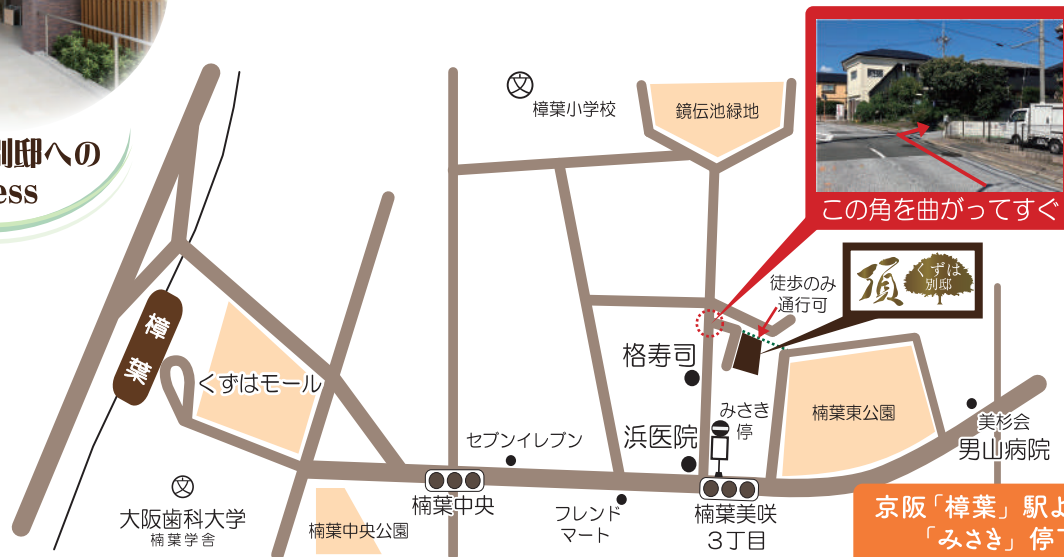 別邸への
ess
樟葉小学校
鏡伝池緑地
この角を曲がってすぐ
徒歩のみ
通行可
頂
くずは
別邸
樟葉
くずはモール
格寿司
みさき
停
浜医院
楠葉東公園
美杉会
男山病院
セブンイレブン
楠葉中央
フレンド
マート
楠葉美咲
3丁目
大阪歯科大学
楠葉学舎
楠葉中央公園
京阪「樟葉」駅よ
「みさき」停